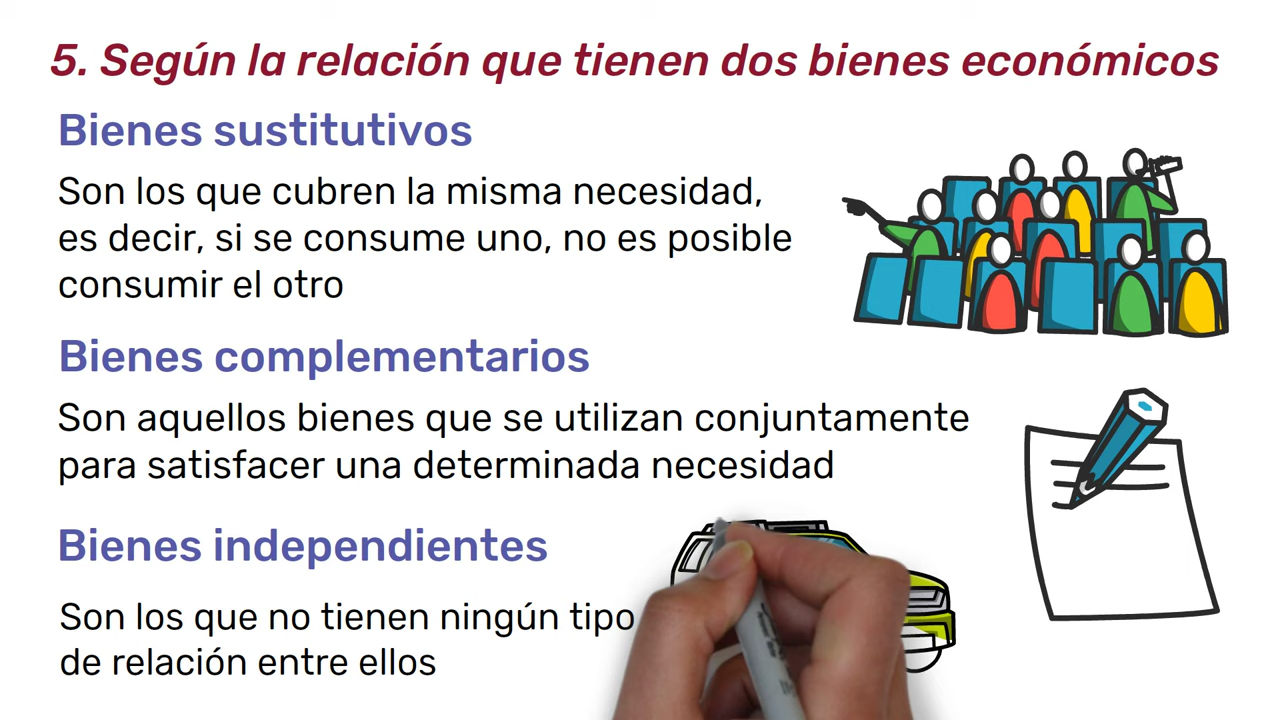 5. Según la relación que tienen dos bienes económicos
Bienes sustitutivos
Son los que cubren la misma necesidad,
es decir, si se consume uno, no es posible
consumir el otro
Bienes complementarios
Son aquellos bienes que se utilizan conjuntamente
para satisfacer una determinada necesidad
Bienes independientes
Son los que no tienen ningún tipo
de relación entre ellos